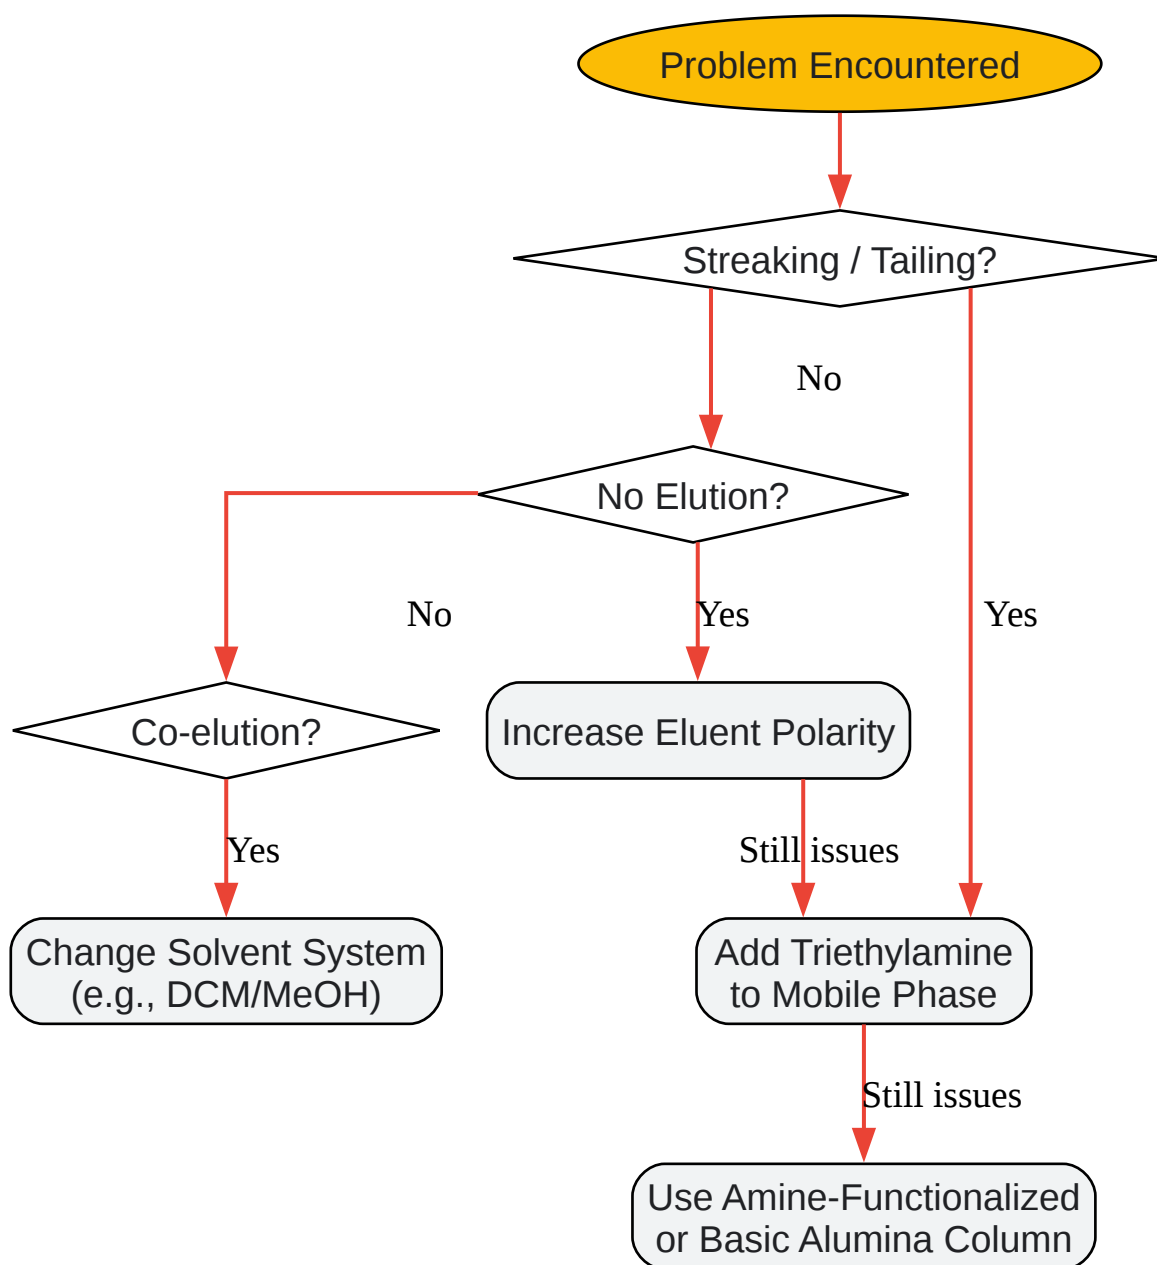 Problem Encountered
Streaking / Tailing?
No
No Elution?
No
Yes
Yes
Co-elution?
Increase Eluent Polarity
Yes
Still issues
Change Solvent System
(e.g., DCM/MeOH)
Add Triethylamine
to Mobile Phase
Still issues
Use Amine-Functionalized
or Basic Alumina Column